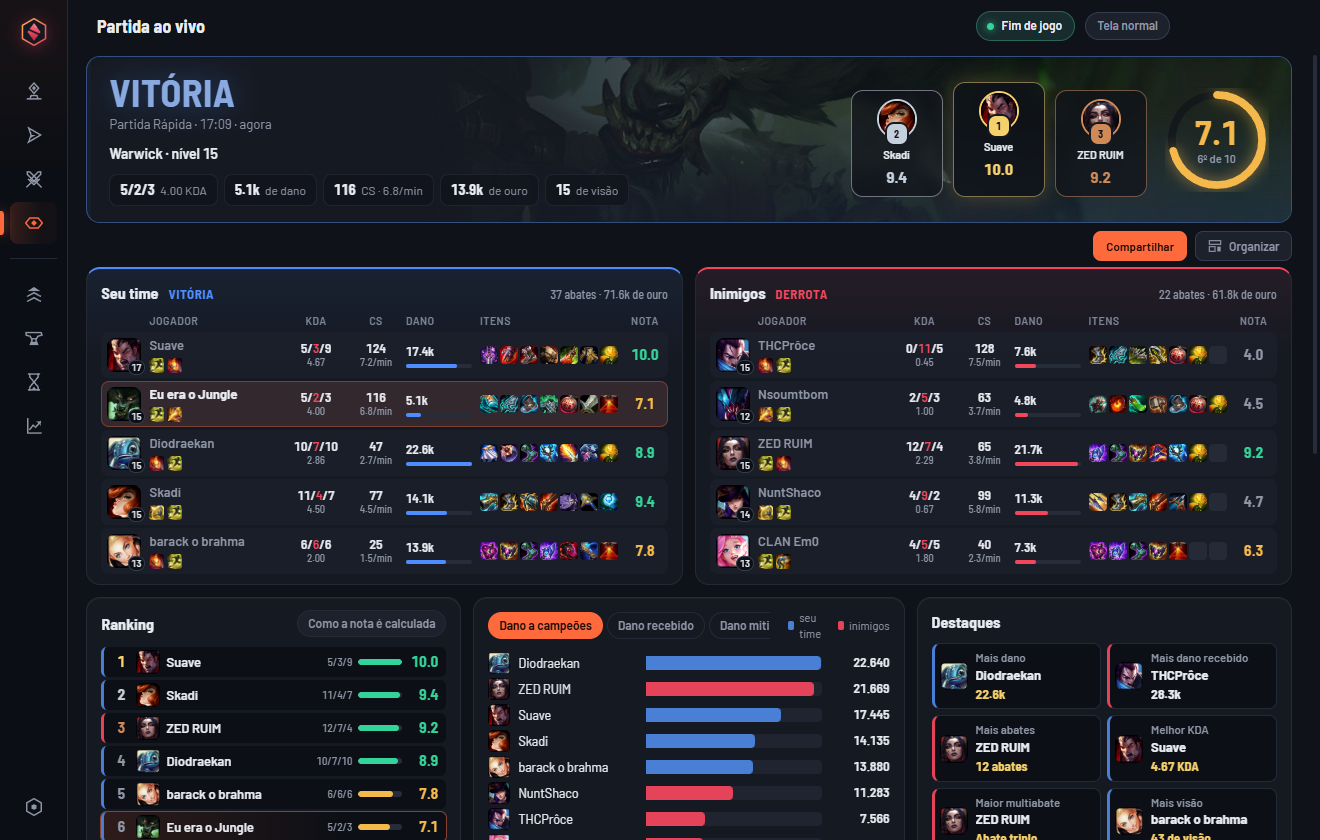 Partida ao vivo
Fim de jogo
Tela normal
VITÓRIA
Partida Rápida · 17:09 · agora
Warwick · nível 15
5/2/3 4.00 KDA
5.1k de dano
116 CS · 6.8/min
13.9k de ouro
15 de visão
2
Skadi
9.4
1
Suave
10.0
3
ZED RUIM
9.2
7.1
6º de 10
Compartilhar
Organizar
Seu time VITÓRIA
37 abates · 71.6k de ouro
JOGADOR KDA CS DANO ITENS NOTA
17 Suave 5/3/9 4.67 124 7.2/min 17.4k 10.0
15 Eu era o Jungle 5/2/3 4.00 116 6.8/min 5.1k 7.1
15 Diodraekan 10/7/10 2.86 47 2.7/min 22.6k 8.9
15 Skadi 11/4/7 4.50 77 4.5/min 14.1k 9.4
13 barack o brahma 6/6/6 2.00 25 1.5/min 13.9k 7.8
Inimigos DERROTA
22 abates · 61.8k de ouro
JOGADOR KDA CS DANO ITENS NOTA
15 THCPrôce 0/11/5 0.45 128 7.5/min 7.6k 4.0
12 Nsoumtbom 2/5/3 1.00 63 3.7/min 4.8k 4.5
15 ZED RUIM 12/7/4 2.29 65 3.8/min 21.7k 9.2
14 NuntShaco 4/9/2 0.67 99 5.8/min 11.3k 4.7
13 CLAN Em0 4/5/5 1.80 40 2.3/min 7.3k 6.3
Ranking
Como a nota é calculada
1 Suave 5/3/9 10.0
2 Skadi 11/4/7 9.4
3 ZED RUIM 12/7/4 9.2
4 Diodraekan 10/7/10 8.9
5 barack o brahma 6/6/6 7.8
6 Eu era o Jungle 5/2/3 7.1
Dano a campeões
Dano recebido
Dano miti
seu time
inimigos
Diodraekan 22.640
ZED RUIM 21.669
Suave 17.445
Skadi 14.135
barack o brahma 13.880
NuntShaco 11.283
THCPrôce 7.566
Destaques
Mais dano
Diodraekan
22.6k
Mais dano recebido
THCPrôce
28.3k
Mais abates
ZED RUIM
12 abates
Melhor KDA
Suave
4.67 KDA
Maior multiabate
ZED RUIM
Abate triplo
Mais visão
barack o brahma
43 de visão